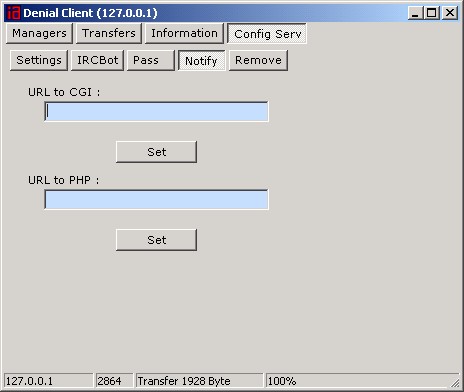 Denial Client (127.0.0.1)
Managers Transfers Information Config Serv
Settings IRCBot Pass Notify Remove
URL to CGI :
Set
URL to PHP :
Set
127.0.0.1 2864 Transfer 1928 Byte 100%